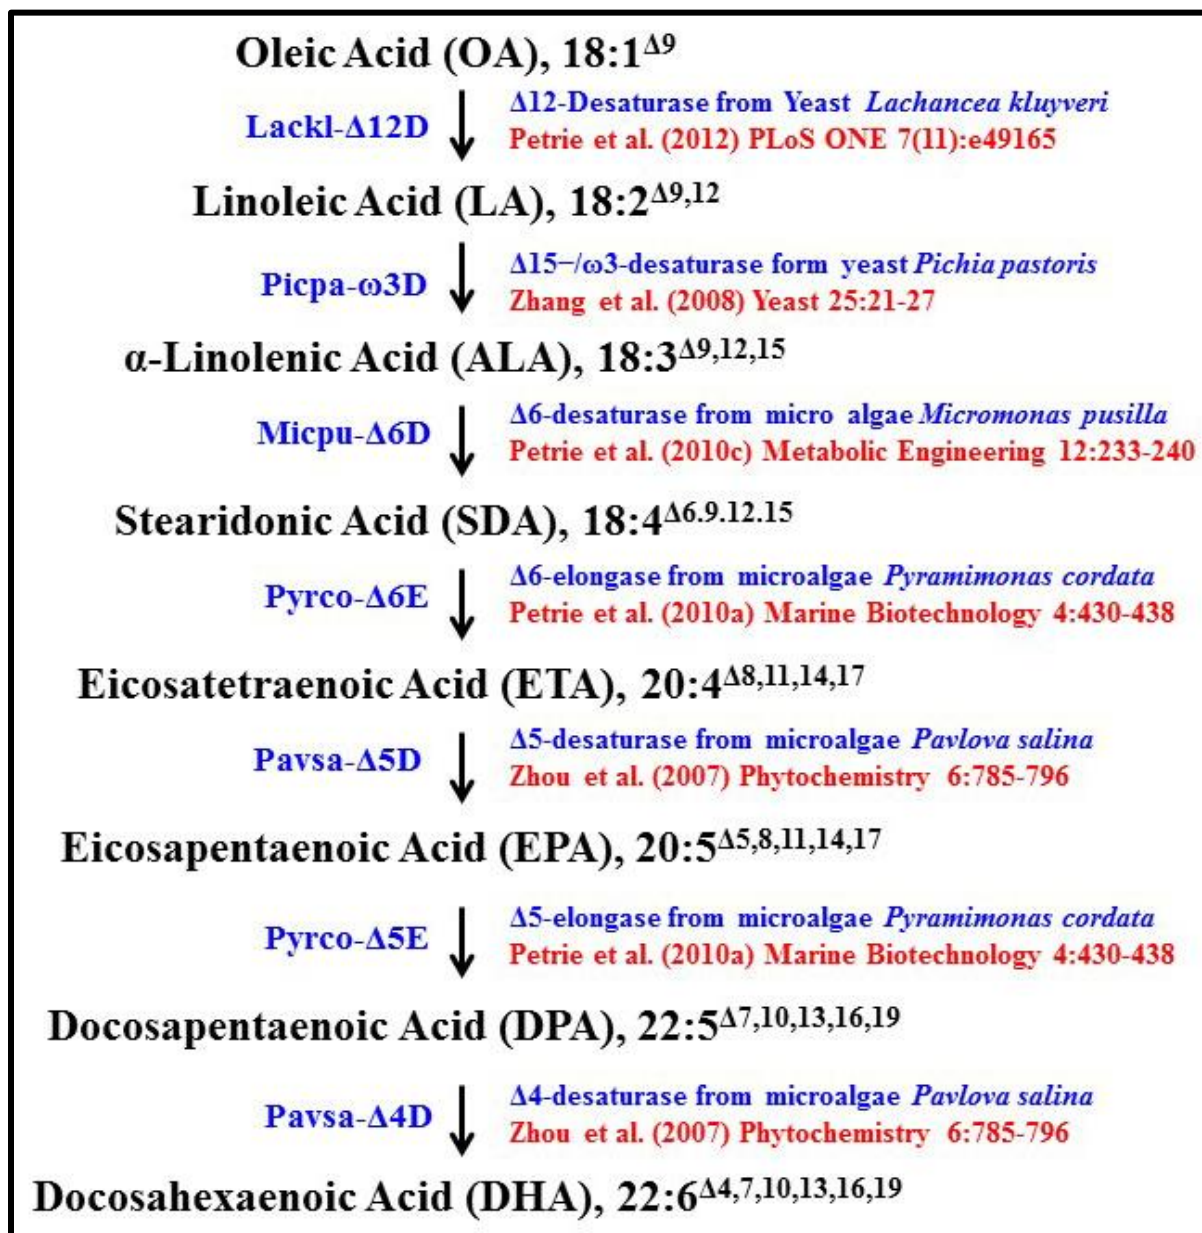 Oleic Acid (OA), 18:1Δ9
Lackl-Δ12D
Δ12-Desaturase from Yeast Lachancea kluyveri
Petrie et al. (2012) PLoS ONE 7(11):e49165
Linoleic Acid (LA), 18:2Δ9,12
Picpa-ω3D
Δ15–/ω3-desaturase form yeast Pichia pastoris
Zhang et al. (2008) Yeast 25:21-27
α-Linolenic Acid (ALA), 18:3Δ9,12,15
Micpu-Δ6D
Δ6-desaturase from micro algae Micromonas pusilla
Petrie et al. (2010c) Metabolic Engineering 12:233-240
Stearidonic Acid (SDA), 18:4Δ6.9.12.15
Pyrco-Δ6E
Δ6-elongase from microalgae Pyramimonas cordata
Petrie et al. (2010a) Marine Biotechnology 4:430-438
Eicosatetraenoic Acid (ETA), 20:4Δ8,11,14,17
Pavsa-Δ5D
Δ5-desaturase from microalgae Pavlova salina
Zhou et al. (2007) Phytochemistry 6:785-796
Eicosapentaenoic Acid (EPA), 20:5Δ5,8,11,14,17
Pyrco-Δ5E
Δ5-elongase from microalgae Pyramimonas cordata
Petrie et al. (2010a) Marine Biotechnology 4:430-438
Docosapentaenoic Acid (DPA), 22:5Δ7,10,13,16,19
Pavsa-Δ4D
Δ4-desaturase from microalgae Pavlova salina
Zhou et al. (2007) Phytochemistry 6:785-796
Docosahexaenoic Acid (DHA), 22:6Δ4,7,10,13,16,19